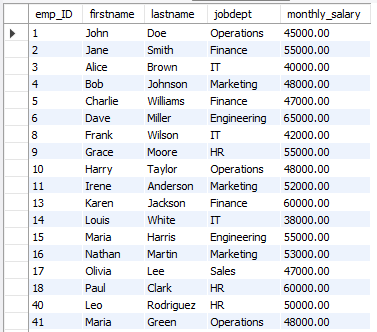 emp_ID firstname lastname jobdept monthly_salary
1 John Doe Operations 45000.00
2 Jane Smith Finance 55000.00
3 Alice Brown IT 40000.00
4 Bob Johnson Marketing 48000.00
5 Charlie Williams Finance 47000.00
6 Dave Miller Engineering 65000.00
8 Frank Wilson IT 42000.00
9 Grace Moore HR 55000.00
10 Harry Taylor Operations 48000.00
11 Irene Anderson Marketing 52000.00
13 Karen Jackson Finance 60000.00
14 Louis White IT 38000.00
15 Maria Harris Engineering 55000.00
16 Nathan Martin Marketing 53000.00
17 Olivia Lee Sales 47000.00
18 Paul Clark HR 60000.00
40 Leo Rodriguez HR 50000.00
41 Maria Green Operations 48000.00